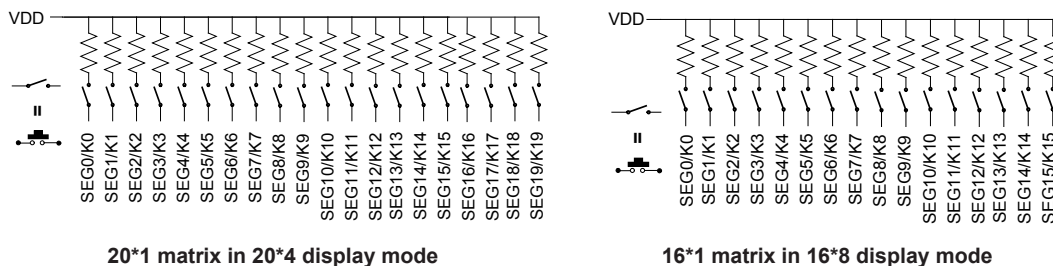 VDD
SEG0/K0
SEG1/K1
SEG2/K2
SEG3/K3
SEG4/K4
SEG5/K5
SEG6/K6
SEG7/K7
SEG8/K8
SEG9/K9
SEG10/K10
SEG11/K11
SEG12/K12
SEG13/K13
SEG14/K14
SEG15/K15
SEG16/K16
SEG17/K17
SEG18/K18
SEG19/K19
20*1 matrix in 20*4 display mode
VDD
SEG0/K0
SEG1/K1
SEG2/K2
SEG3/K3
SEG4/K4
SEG5/K5
SEG6/K6
SEG7/K7
SEG8/K8
SEG9/K9
SEG10/K10
SEG11/K11
SEG12/K12
SEG13/K13
SEG14/K14
SEG15/K15
16*1 matrix in 16*8 display mode